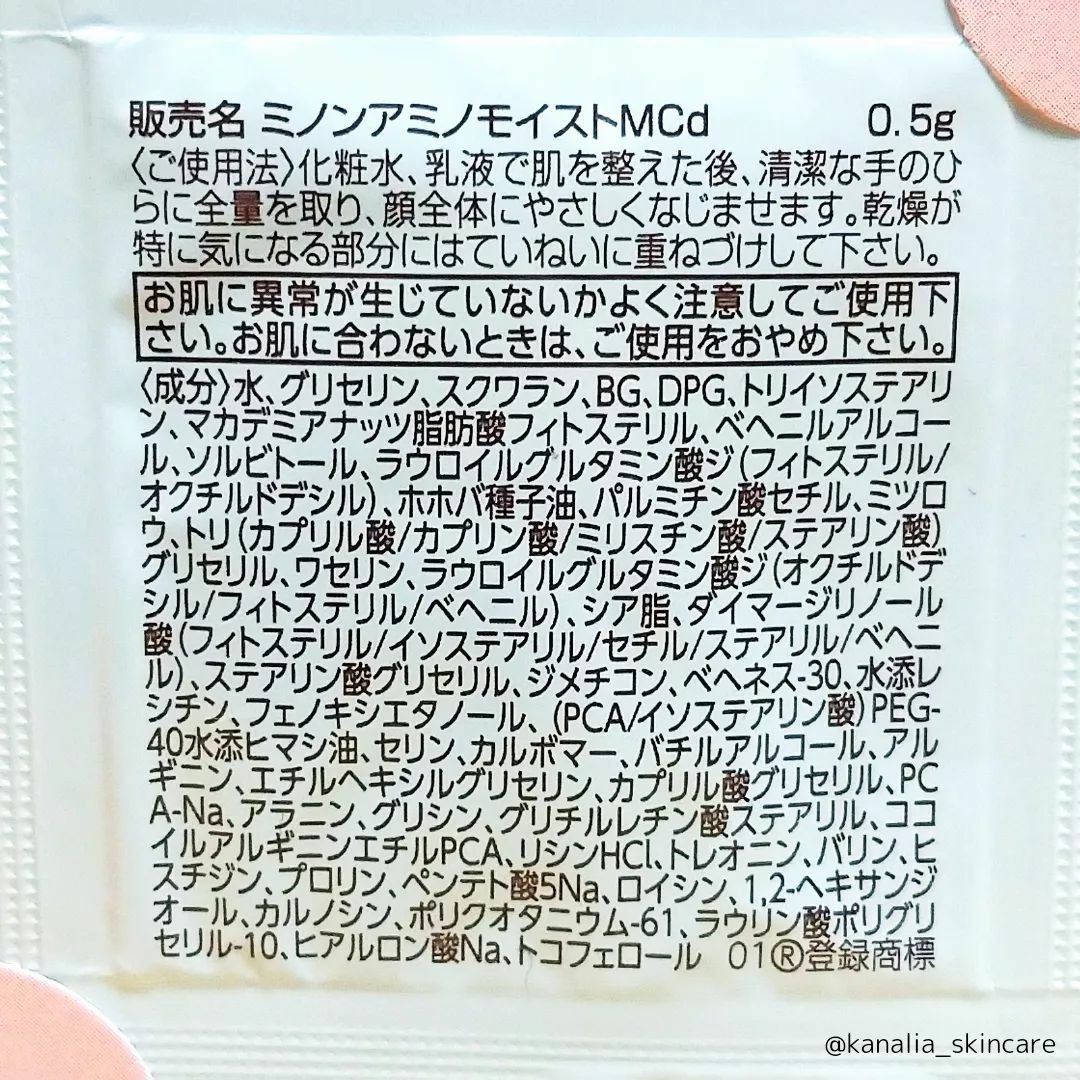 販売名 ミノンアミノモイストMCd 0.5g
〈ご使用法〉化粧水、乳液で肌を整えた後、清潔な手のひ
らに全量を取り、顔全体にやさしくなじませます。乾燥が
特に気になる部分にはていねいに重ねづけして下さい。
お肌に異常が生じていないかよく注意してご使用下
さい。お肌に合わないときは、ご使用をおやめ下さい。
〈成分〉水、グリセリン、スクワラン、BG、DPG、トリイソステアリ
ン、マカデミアナッツ脂肪酸フィトステリル、ベヘニルアルコー
ル、ソルビトール、ラウロイルグルタミン酸ジ(フィトステリル/
オクチルドデシル)、ホホバ種子油、パルミチン酸セチル、ミツロ
ウ、トリ(カプリル酸/カプリン酸/ミリスチン酸/ステアリン酸)
グリセリル、ワセリン、ラウロイルグルタミン酸ジ(オクチルドデ
シル/フィトステリル/ベヘニル)、シア脂、ダイマージリノール
酸(フィトステリル/イソステアリル/セチル/ステアリル/ベヘニ
ル)、ステアリン酸グリセリル、ジメチコン、ベヘネス-30、水添レ
シチン、フェノキシエタノール、(PCA/イソステアリン酸)PEG-
40水添ヒマシ油、セリン、カルボマー、バチルアルコール、アル
ギニン、エチルヘキシルグリセリン、カプリル酸グリセリル、PC
A-Na、アラニン、グリシン、グリチルレチン酸ステアリル、ココ
イルアルギニンエチルPCA、リシンHCl、トレオニン、バリン、ヒ
スチジン、プロリン、ペンテト酸5Na、ロイシン、1,2-ヘキサンジ
オール、カルノシン、ポリクオタニウム-61、ラウリン酸ポリグリ
セリル-10、ヒアルロン酸Na、トコフェロール 01®登録商標
@kanalia_skincare